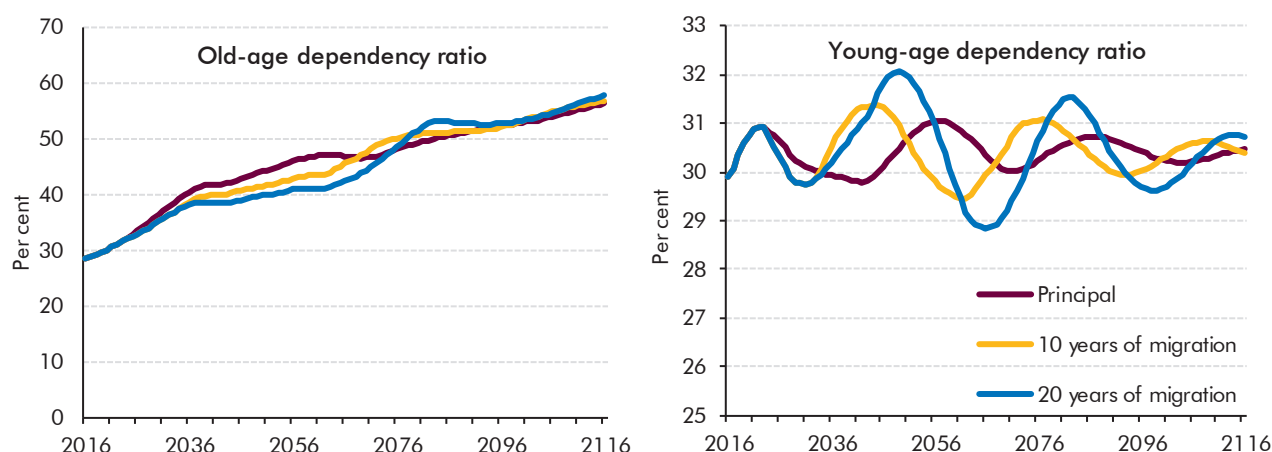 Old-age dependency ratio
Per cent
70
60
50
40
30
20
10
0
2016 2036 2056 2076 2096 2116
Young-age dependency ratio
Per cent
33
32
31
30
29
28
27
26
25
Principal
10 years of migration
20 years of migration
2016 2036 2056 2076 2096 2116